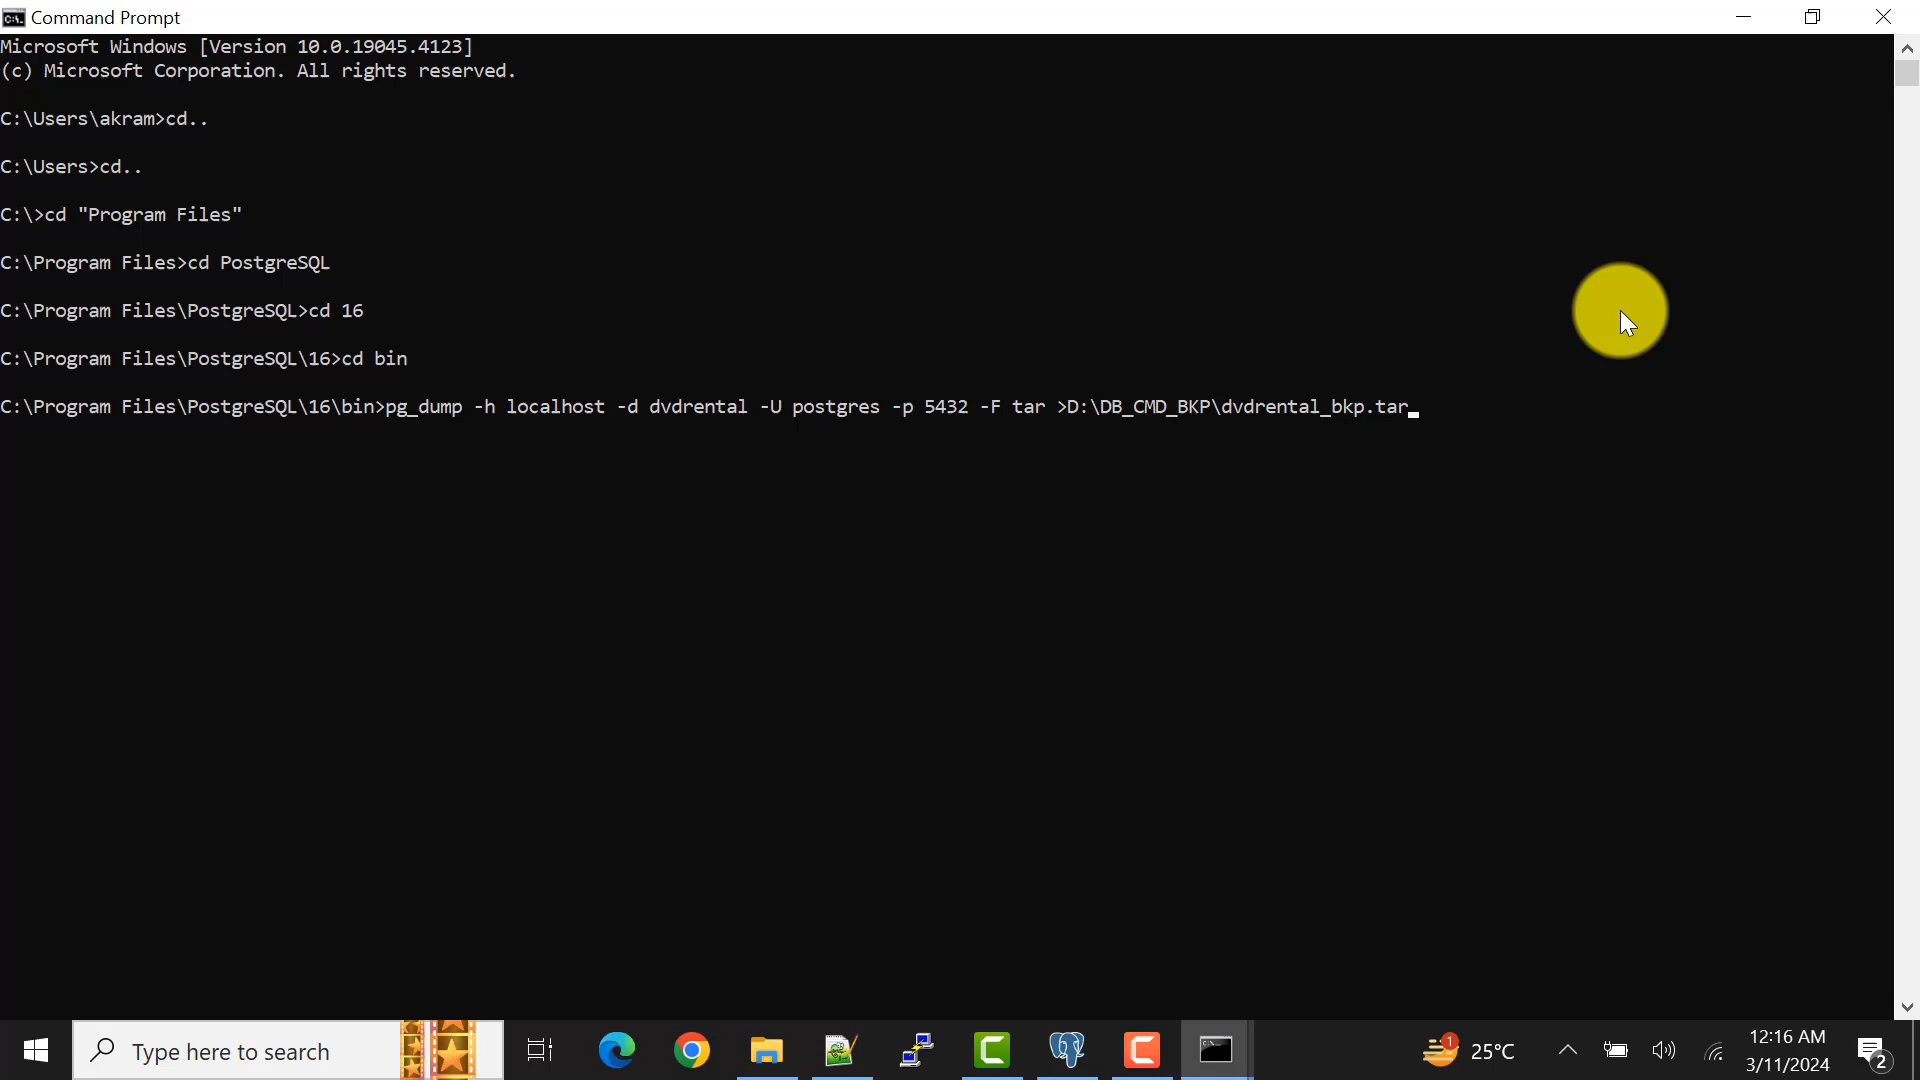 Command Prompt
Microsoft Windows [Version 10.0.19045.4123]
(c) Microsoft Corporation. All rights reserved.
C:\Users\akram>cd..
C:\Users>cd..
C:\>cd "Program Files"
C:\Program Files>cd PostgreSQL
C:\Program Files\PostgreSQL>cd 16
C:\Program Files\PostgreSQL\16>cd bin
C:\Program Files\PostgreSQL\16\bin>pg_dump -h localhost -d dvdrental -U postgres -p 5432 -F tar >D:\DB_CMD_BKP\dvdrental_bkp.tar
Type here to search
1
25°C
12:16 AM
3/11/2024
2